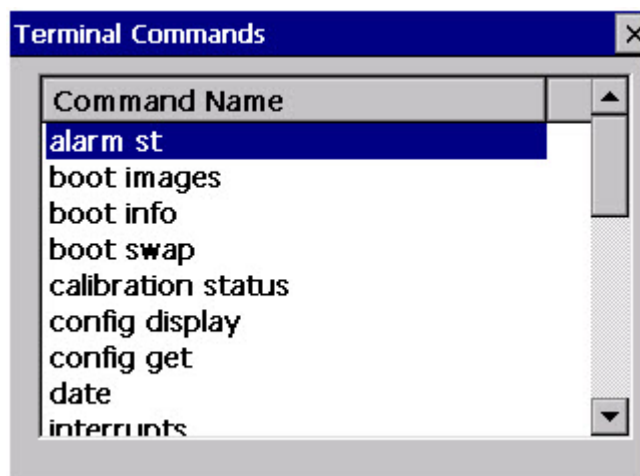 Terminal Commands
Command Name
alarm st
boot images
boot info
boot swap
calibration status
config display
config get
date
interrupts